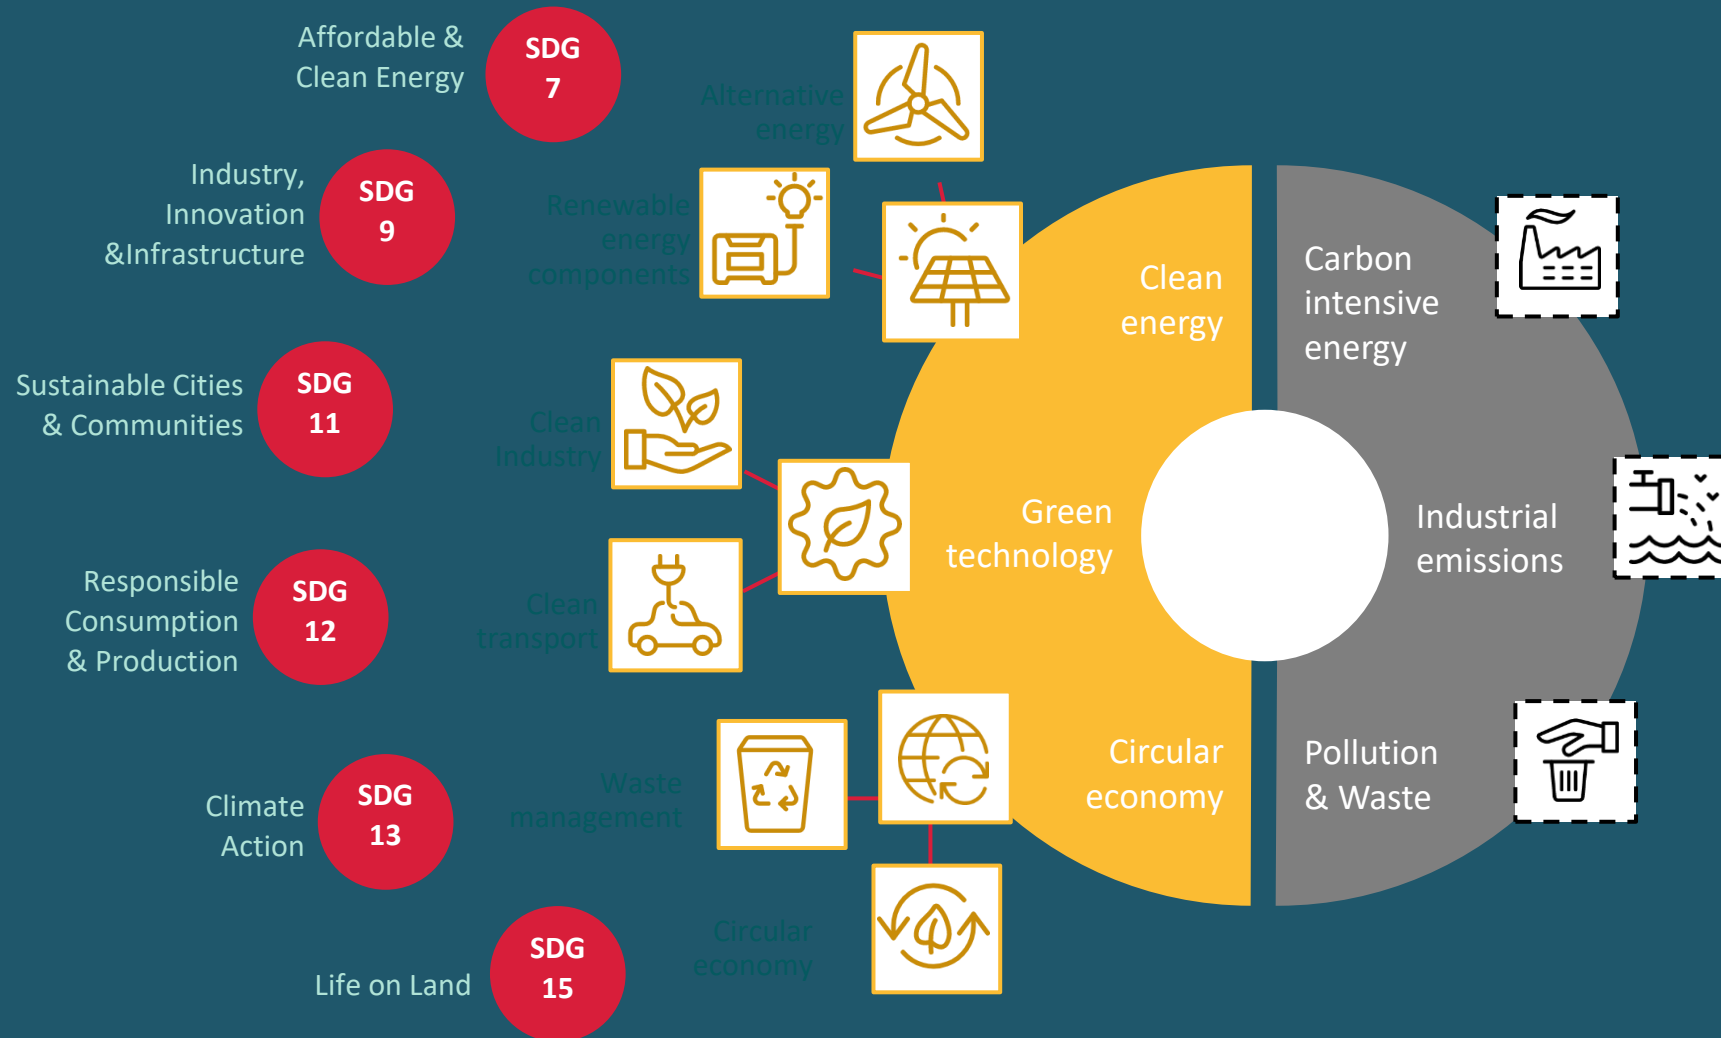 Affordable &
Clean Energy
SDG
7
Industry,
Innovation
&Infrastructure
SDG
9
Sustainable Cities
& Communities
SDG
11
Responsible
Consumption
& Production
SDG
12
Climate
Action
SDG
13
Life on Land
SDG
15
Alternative
energy
Renewable
energy
components
Clean
Industry
Clean
transport
Waste
management
Circular
economy
Clean
energy
Green
technology
Circular
economy
Carbon
intensive
energy
Industrial
emissions
Pollution
& Waste